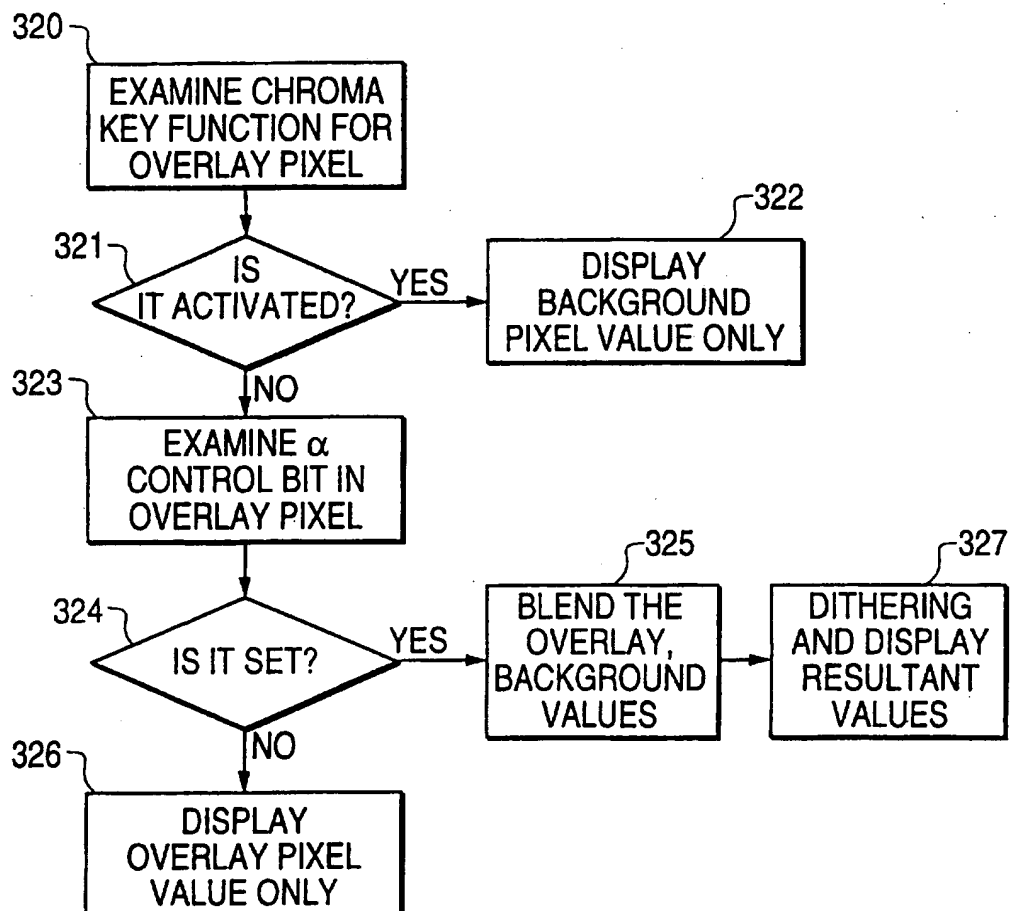 320
EXAMINE CHROMA
KEY FUNCTION FOR
OVERLAY PIXEL
321
IS
IT ACTIVATED?
YES
322
DISPLAY
BACKGROUND
PIXEL VALUE ONLY
NO
323
EXAMINE α
CONTROL BIT IN
OVERLAY PIXEL
324
IS IT SET?
YES
325
BLEND THE
OVERLAY,
BACKGROUND
VALUES
327
DITHERING
AND DISPLAY
RESULTANT
VALUES
NO
326
DISPLAY
OVERLAY PIXEL
VALUE ONLY